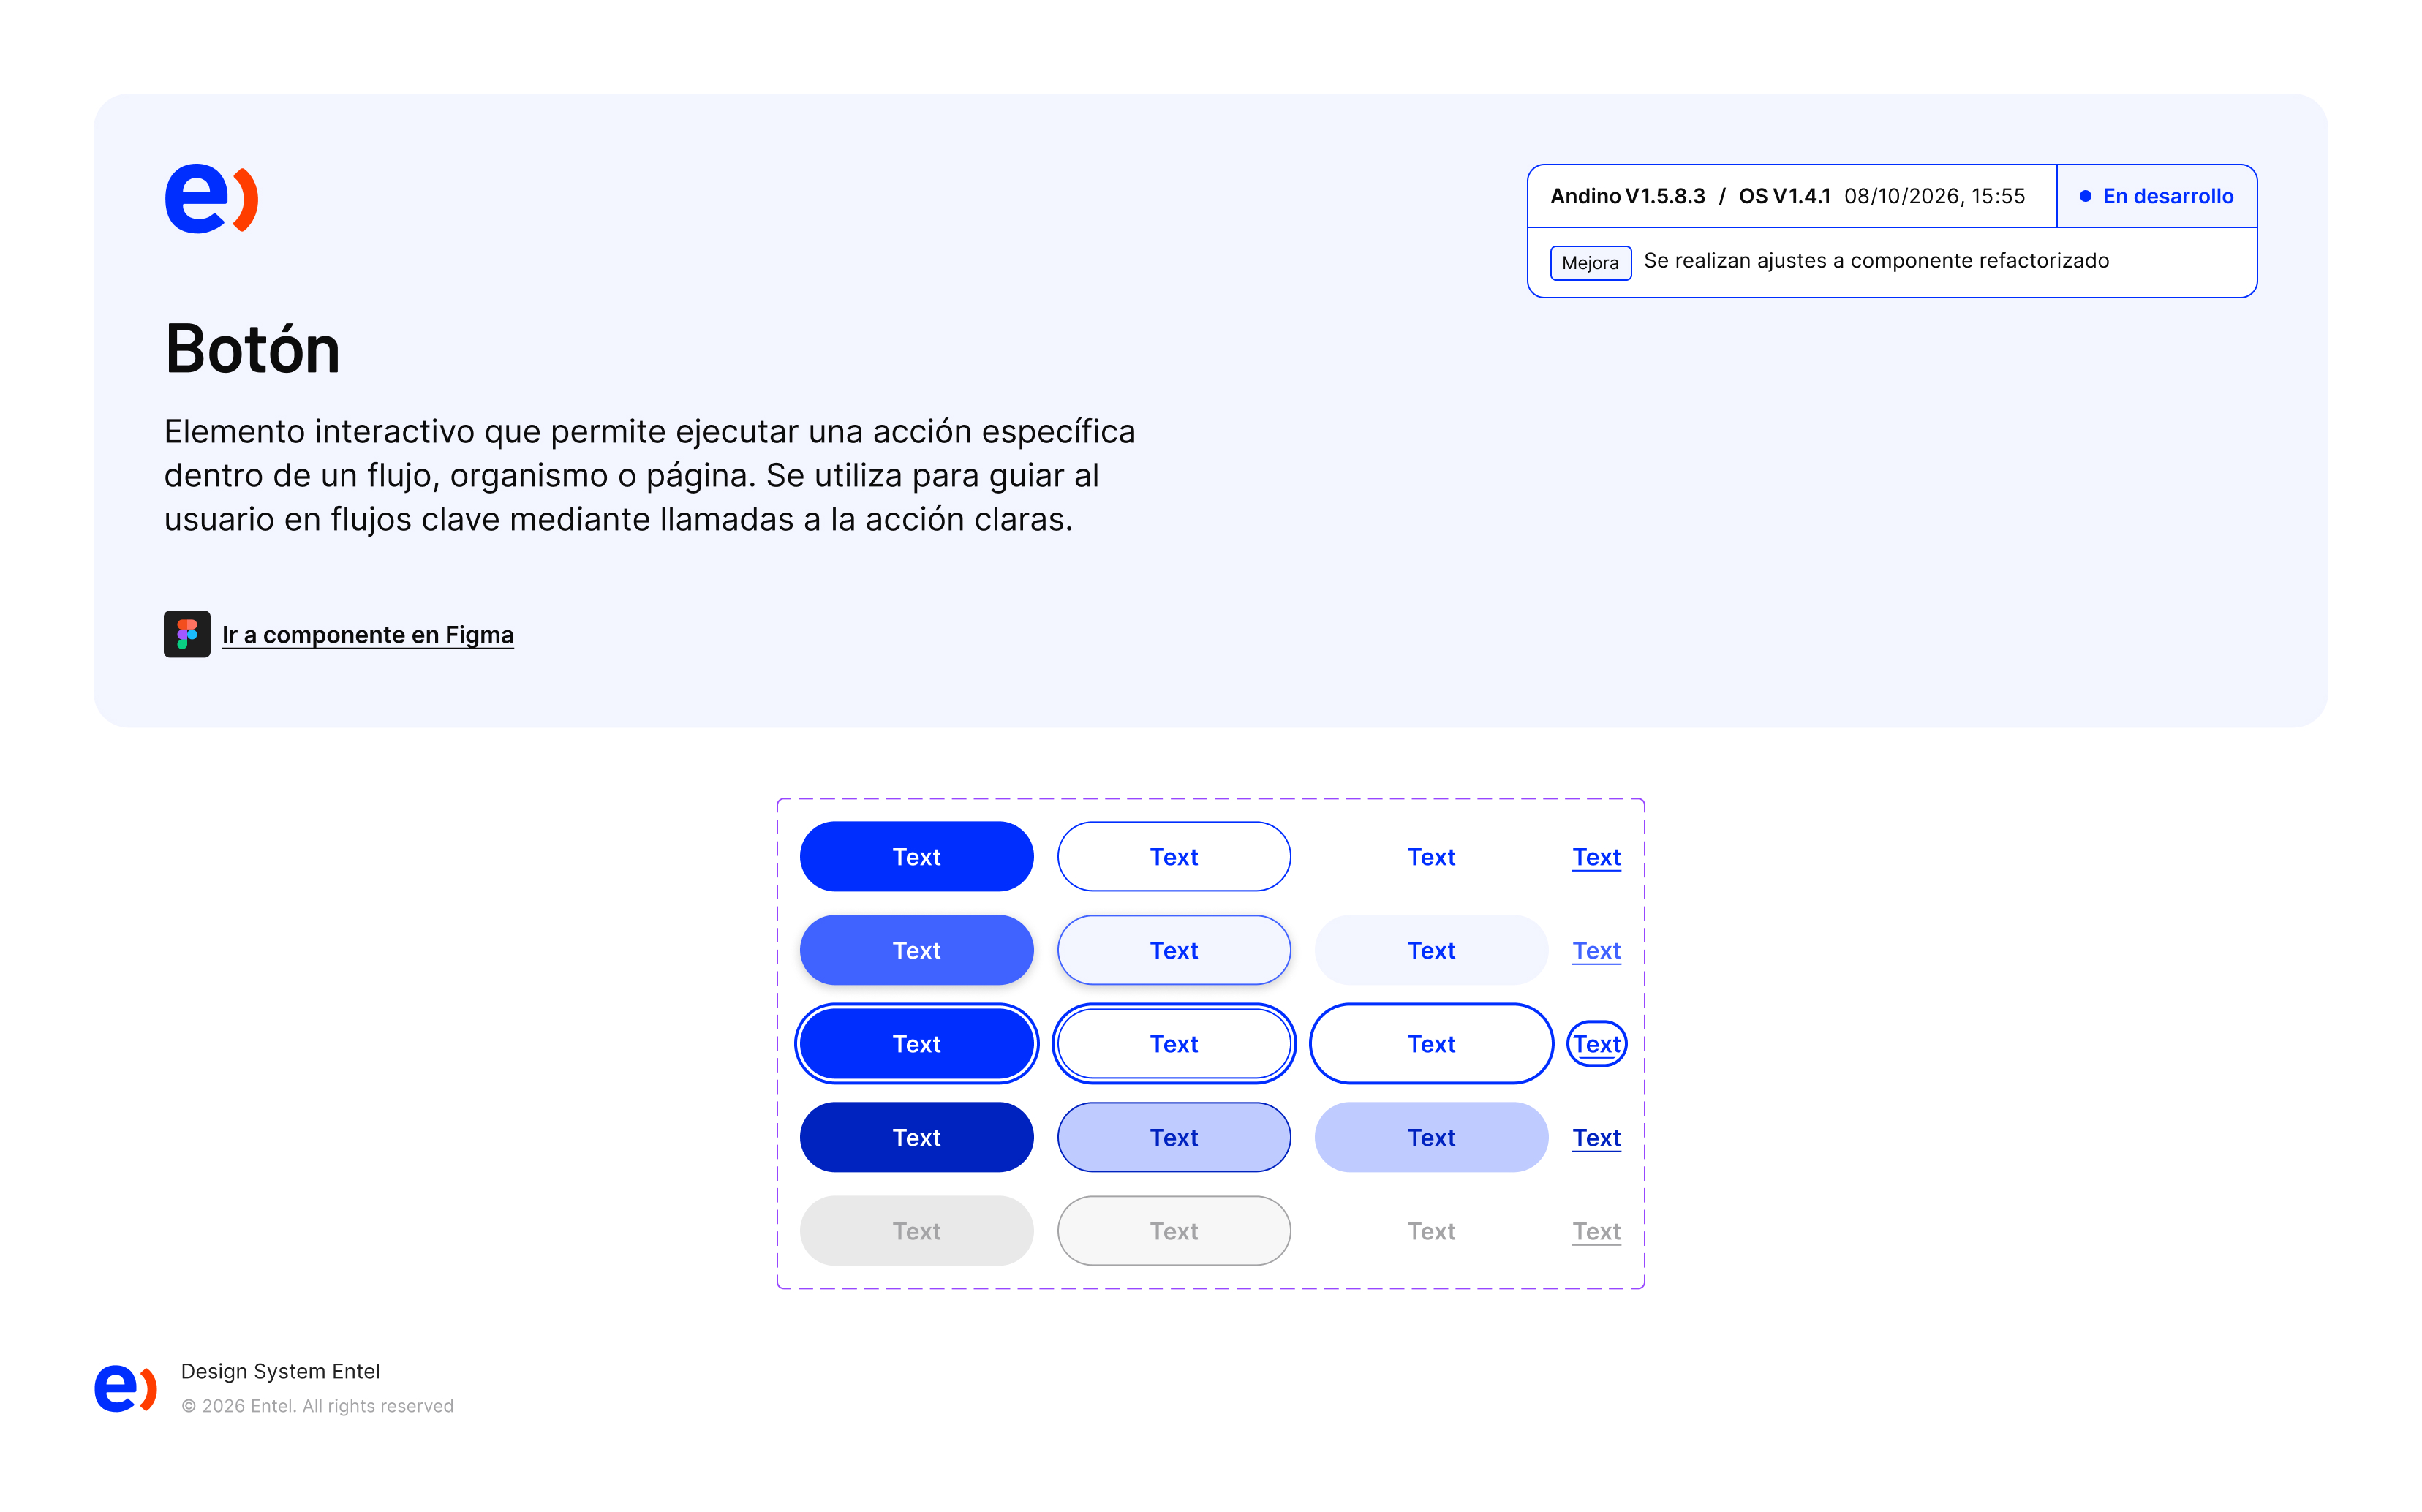 Andino V1.5.8.3 / OS V1.4.1 08/10/2026, 15:55
En desarrollo
Mejora
Se realizan ajustes a componente refactorizado
Botón
Elemento interactivo que permite ejecutar una acción específica
dentro de un flujo, organismo o página. Se utiliza para guiar al
usuario en flujos clave mediante llamadas a la acción claras.
Ir a componente en Figma
Text Text Text Text
Text Text Text Text
Text Text Text Text
Text Text Text Text
Text Text Text Text
Design System Entel
© 2026 Entel. All rights reserved